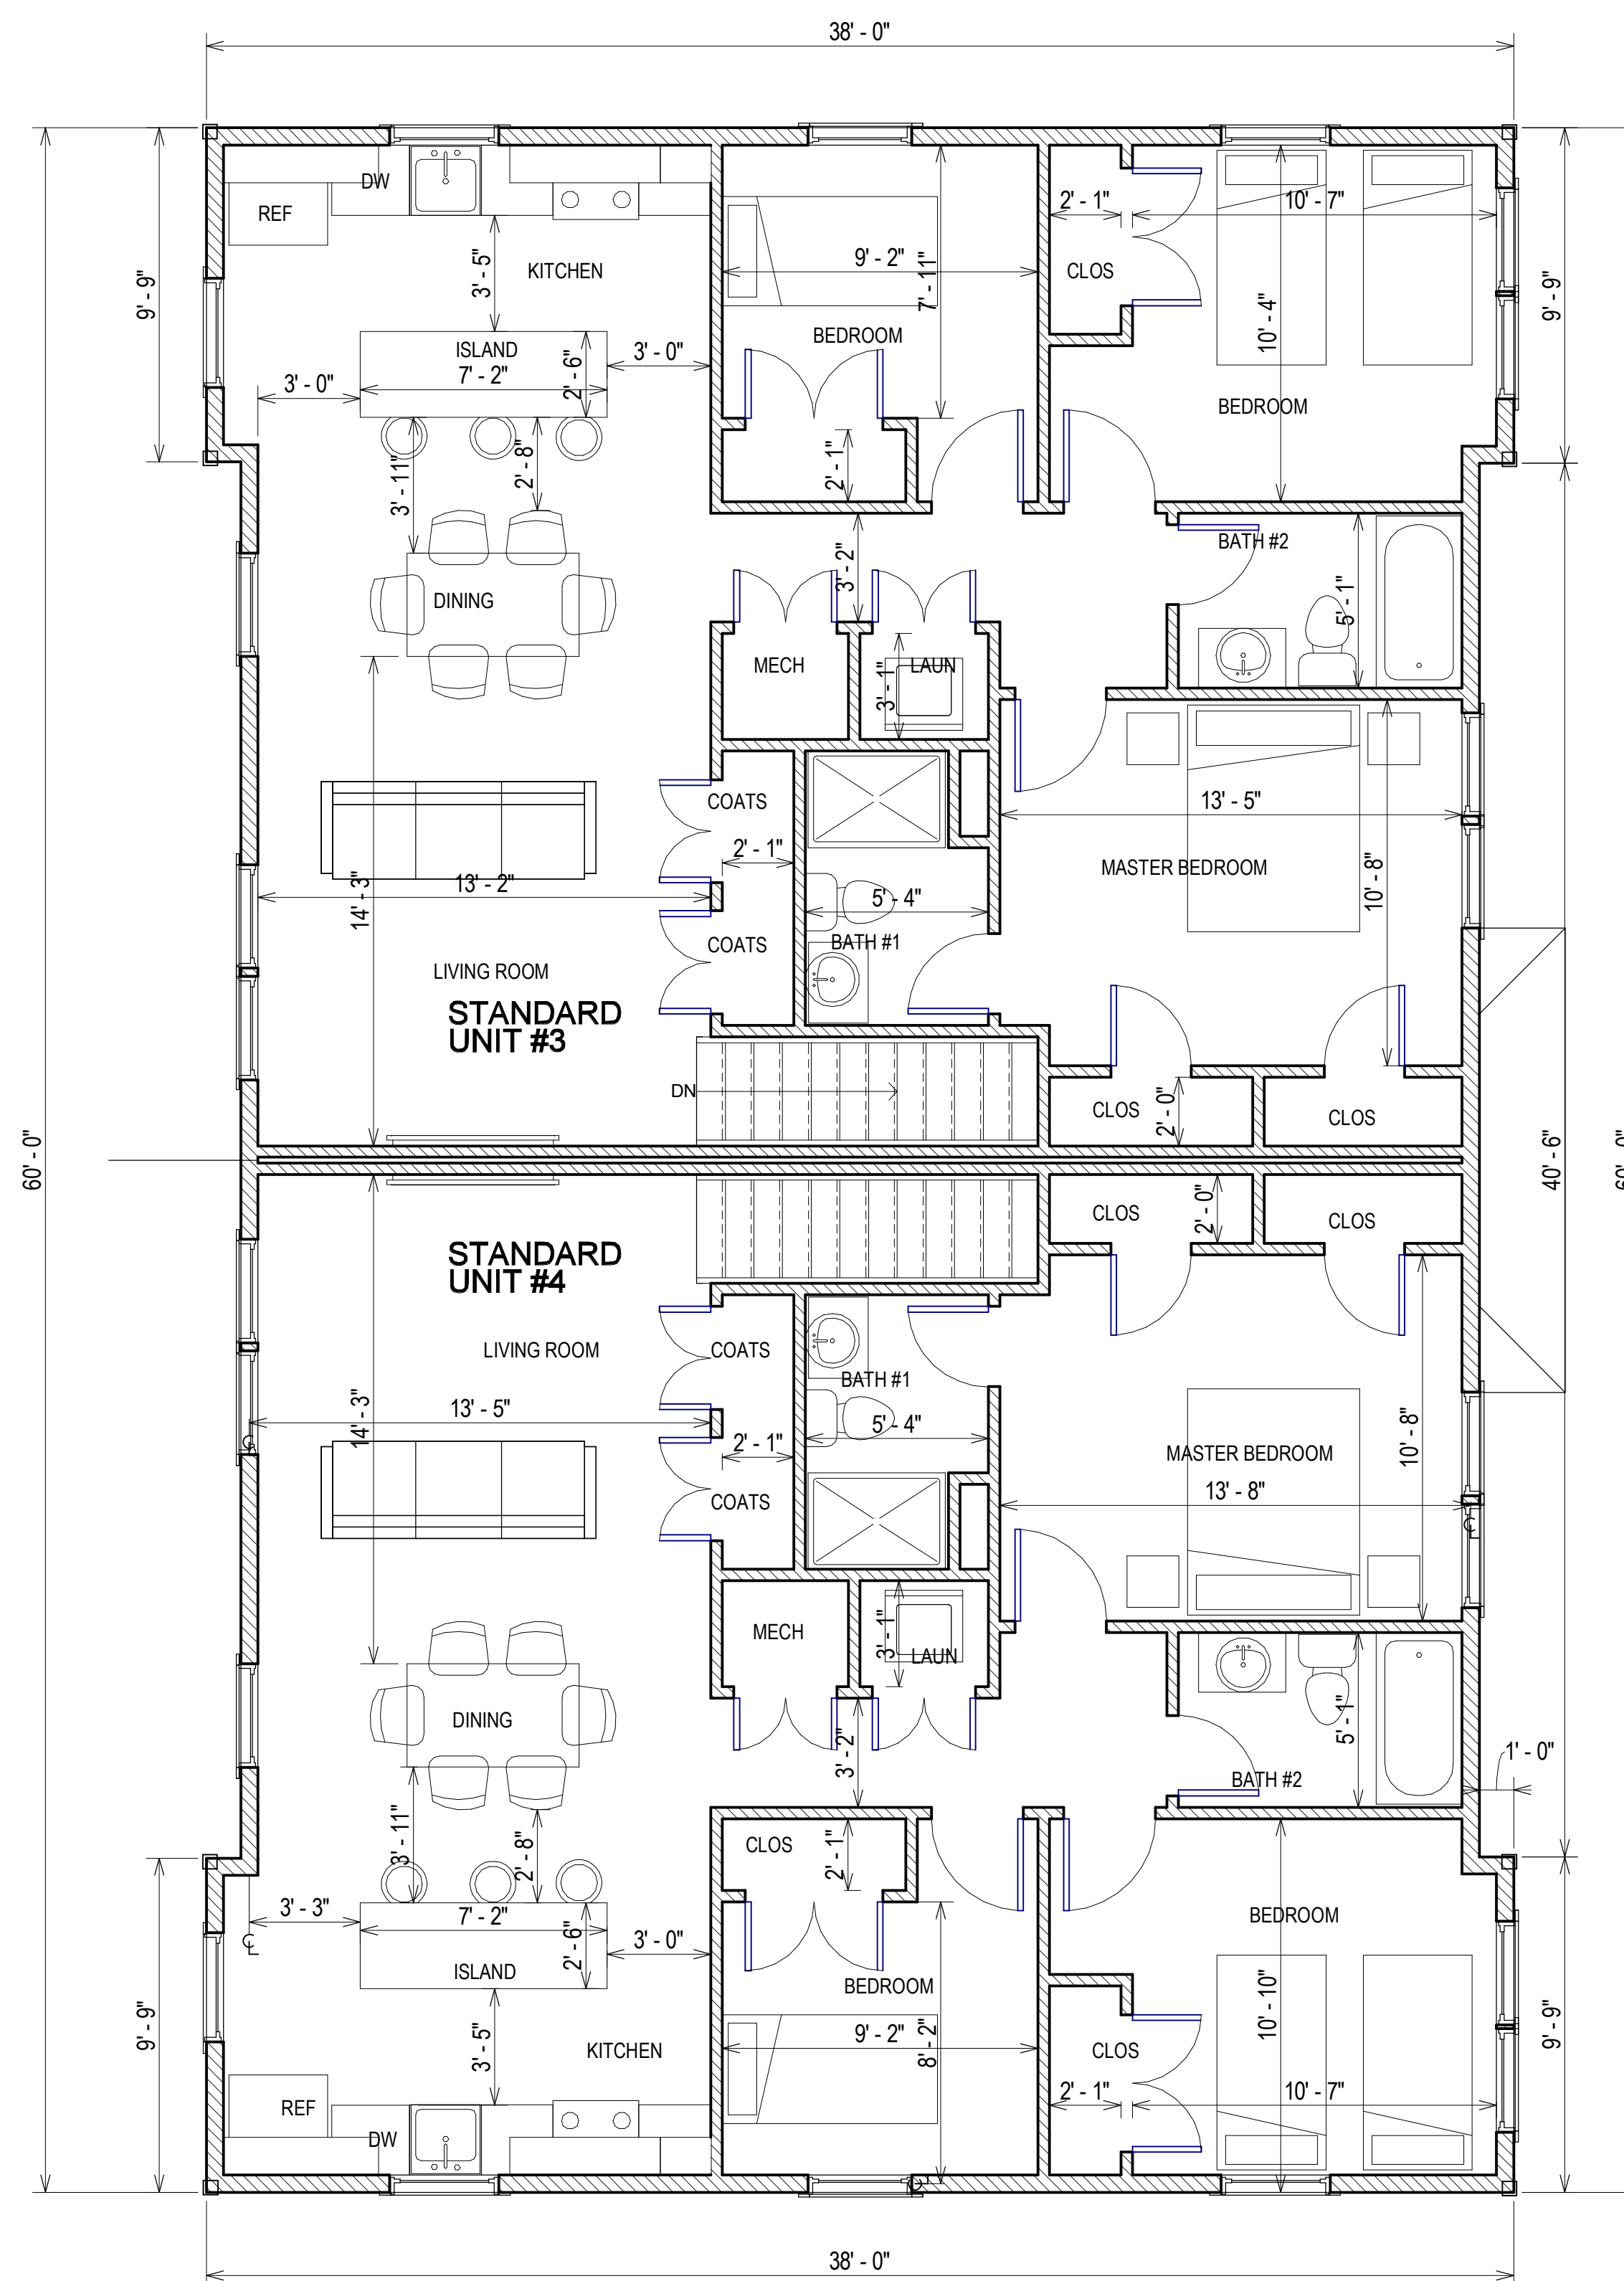 38' - 0"
DW
REF
2' - 1"
10' - 7"
9'- 9"
3' - 5"
KITCHEN
9' - 2"
7' - 11"
CLOS
9'- 9"
10' - 4"
BEDROOM
ISLAND
3' - 0"
7' - 2"
2' - 6"
3' - 0"
BEDROOM
3' - 11"
2' - 8"
2' - 1"
BATH #2
3' - 2"
5' - 1"
DINING
MECH
LAUN
3' - 1"
COATS
13' - 5"
2' - 1"
MASTER BEDROOM
10' - 8"
14' - 3"
13' - 2"
5' - 4"
COATS
BATH #1
LIVING ROOM
STANDARD
UNIT #3
DN
CLOS
2' - 0"
CLOS
60' - 0"
40' - 6"
60' - 0"
CLOS
2' - 0"
CLOS
STANDARD
UNIT #4
LIVING ROOM
COATS
BATH #1
14' - 3"
13' - 5"
5' - 4"
2' - 1"
MASTER BEDROOM
10' - 8"
13' - 8"
COATS
CL
CL
MECH
3' - 1"
LAUN
DINING
3' - 2"
5' - 1"
BATH #2
1' - 0"
3' - 11"
2' - 8"
CLOS
2' - 1"
3' - 3"
7' - 2"
2' - 6"
3' - 0"
BEDROOM
CL
ISLAND
BEDROOM
9'- 9"
3' - 5"
KITCHEN
9' - 2"
8' - 2"
CLOS
10' - 10"
9'- 9"
REF
DW
2' - 1"
10' - 7"
38' - 0"